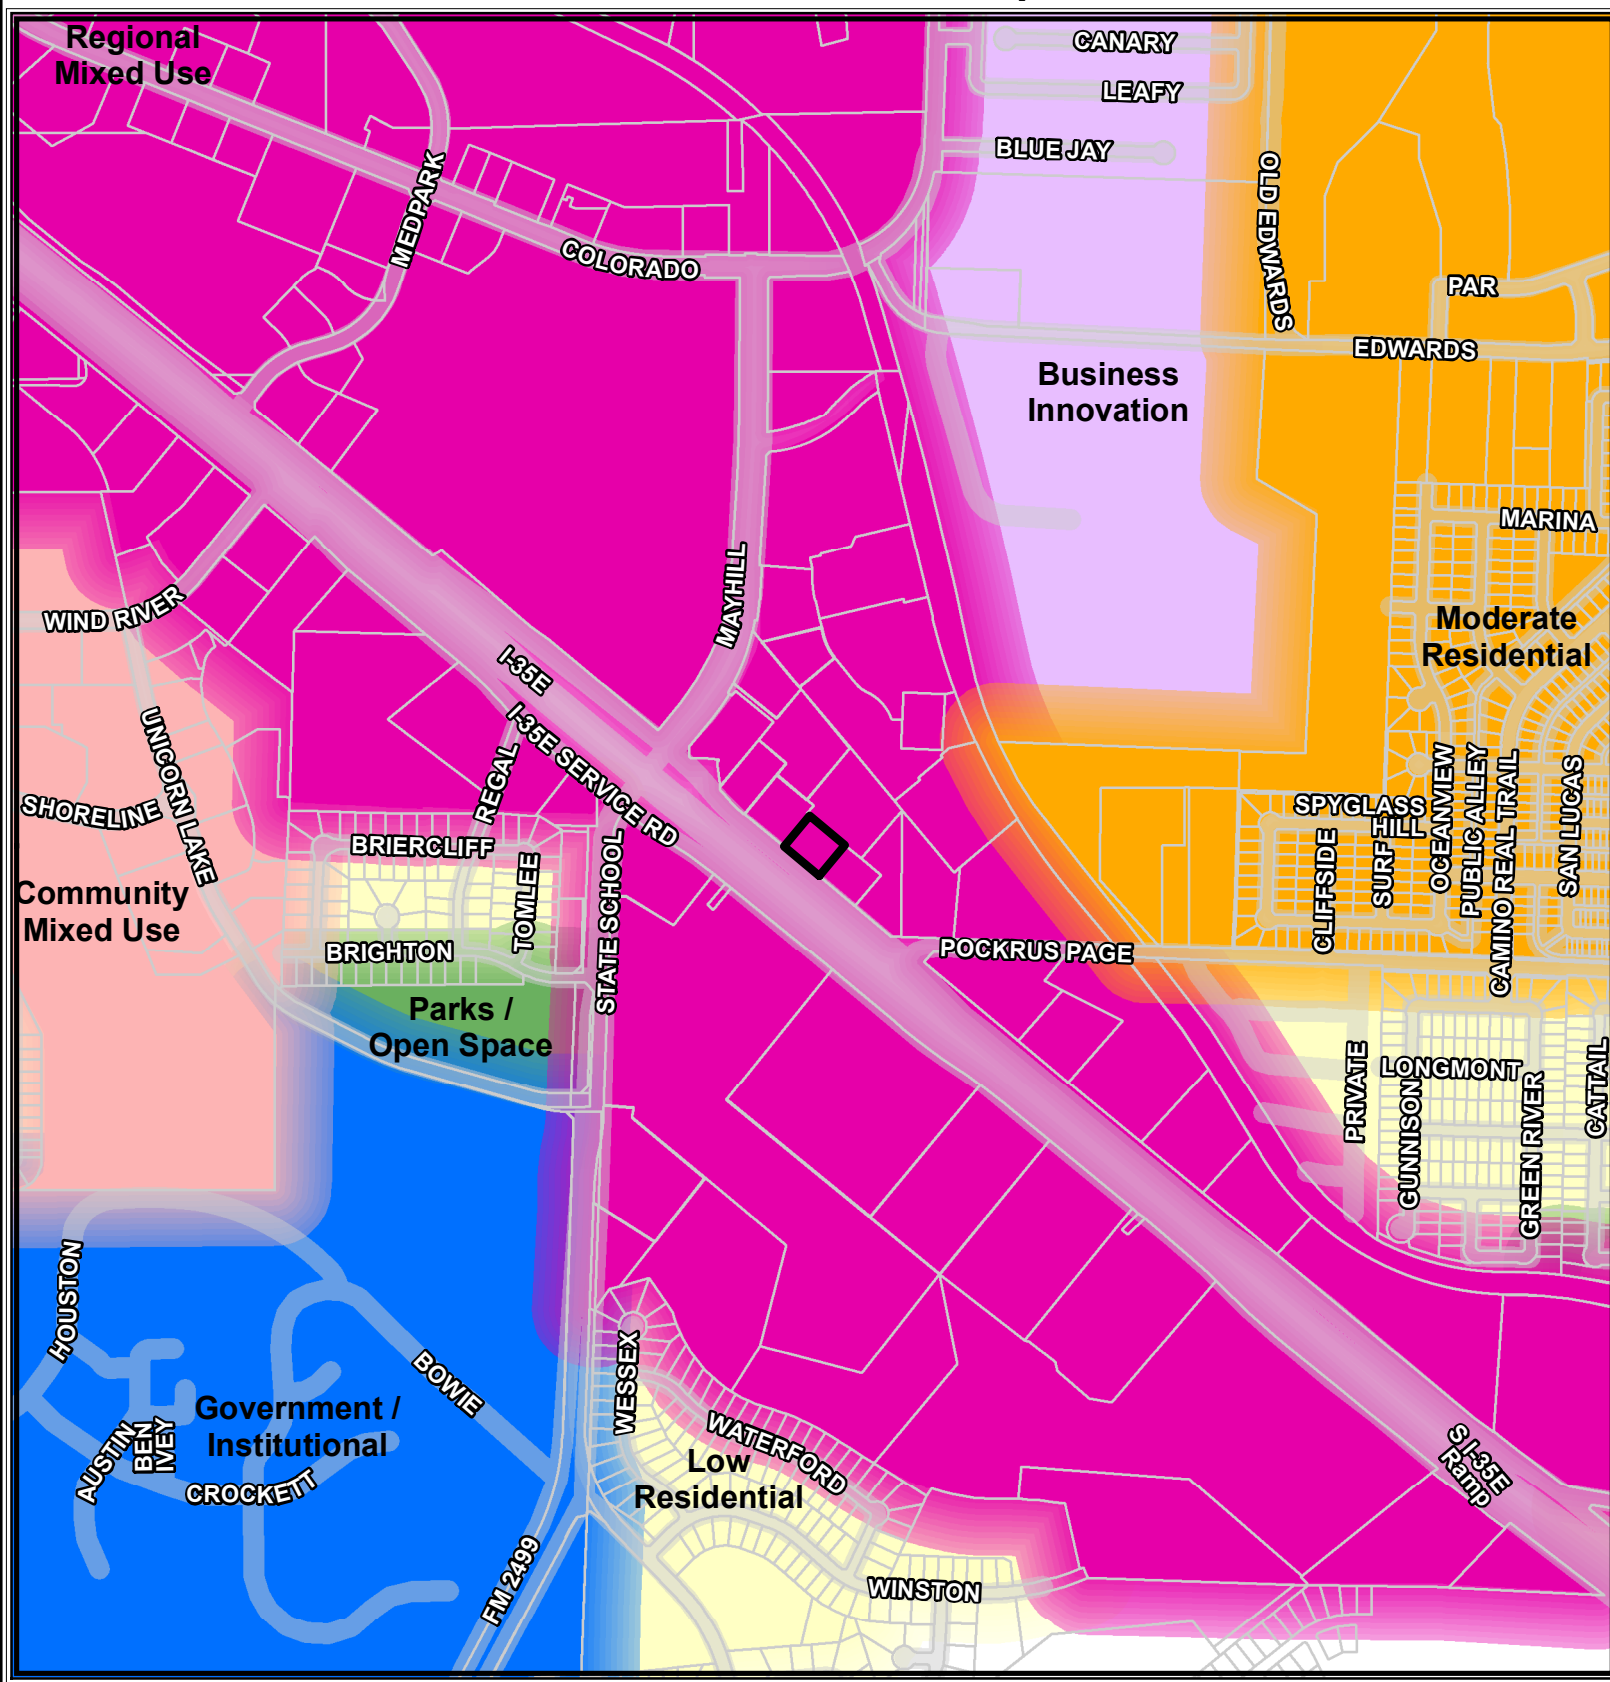 Regional
Mixed Use
CANARY
LEAFY
BLUE JAY
MEDPARK
COLORADO
OLD EDWARDS
PAR
EDWARDS
Business
Innovation
MARINA
MAYHILL
WIND RIVER
Moderate
Residential
I-35E
I-35E SERVICE RD
REGAL
UNICORN LAKE
SHORELINE
BRIERCLIFF
TOMLEE
STATE SCHOOL
SPYGLASS
HILL
CLIFFSIDE
SURF
OCEANVIEW
PUBLIC ALLEY
CAMINO REAL TRAIL
SAN LUCAS
Community
Mixed Use
BRIGHTON
POCKRUS PAGE
Parks /
Open Space
PRIVATE
LONGMONT
GUNNISON
GREEN RIVER
CATTAIL
HOUSTON
BOWIE
WESSEX
Government /
Institutional
AUSTIN
BEN
IVEY
CROCKETT
WATERFORD
Low
Residential
S I-35E
Ramp
FM 2499
WINSTON